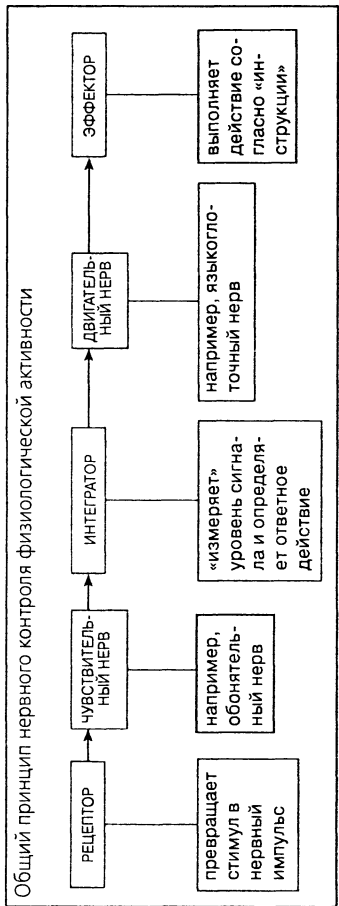 Общий принцип нервного контроля физиологической активности
РЕЦЕПТОР
ЧУВСТВИТЕЛЬ-
НЫЙ НЕРВ
ИНТЕГРАТОР
ДВИГАТЕЛЬ-
НЫЙ НЕРВ
ЭФФЕКТОР
превращает
стимул в
нервный
импульс
например,
обонятель-
ный нерв
«измеряет»
уровень сигна-
ла и определя-
ет ответное
действие
например, языкогло-
точный нерв
выполняет
действие со-
гласно «ин-
струкции»